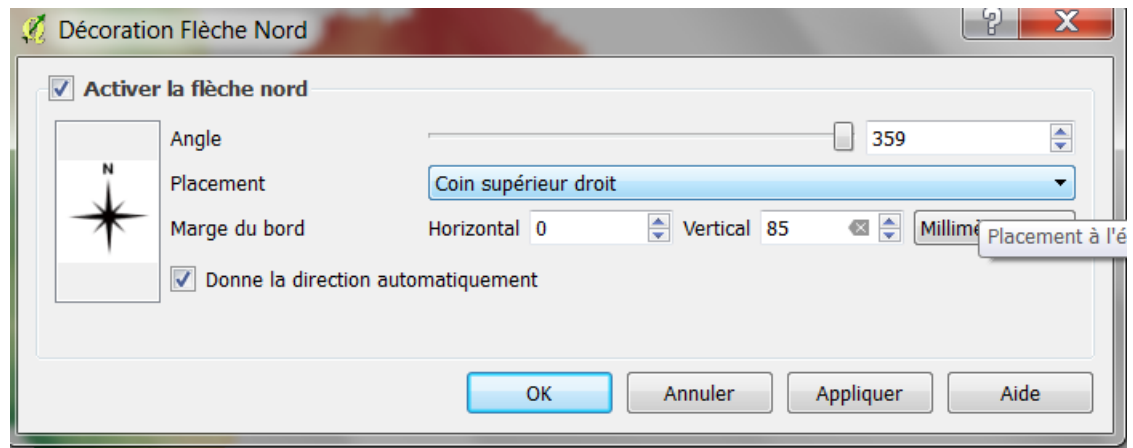 Décoration Flèche Nord
Activer la flèche nord
Angle 359
N
Placement Coin supérieur droit
Marge du bord Horizontal 0 Vertical 85 Millimè
Placement à l'é
Donne la direction automatiquement
OK Annuler Appliquer Aide